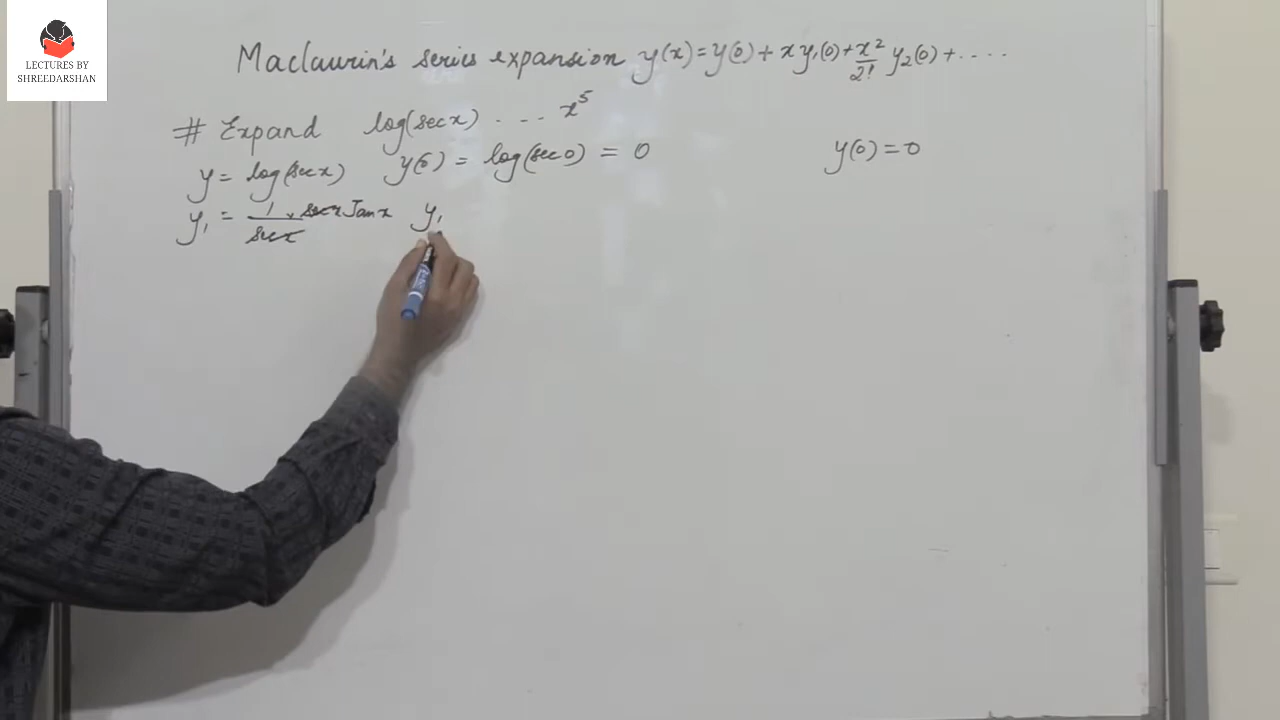 LECTURES BY
SHREEDARSHAN
Maclaurin's series expansion y(x) = y(0) + x y₁(0) + x²/2! y₂(0) + ....
# Expand log(sec x) ... x⁵
y = log(sec x) y(0) = log(sec 0) = 0 y(0) = 0
y₁ = 1/sec x × sec x Tan x y₁